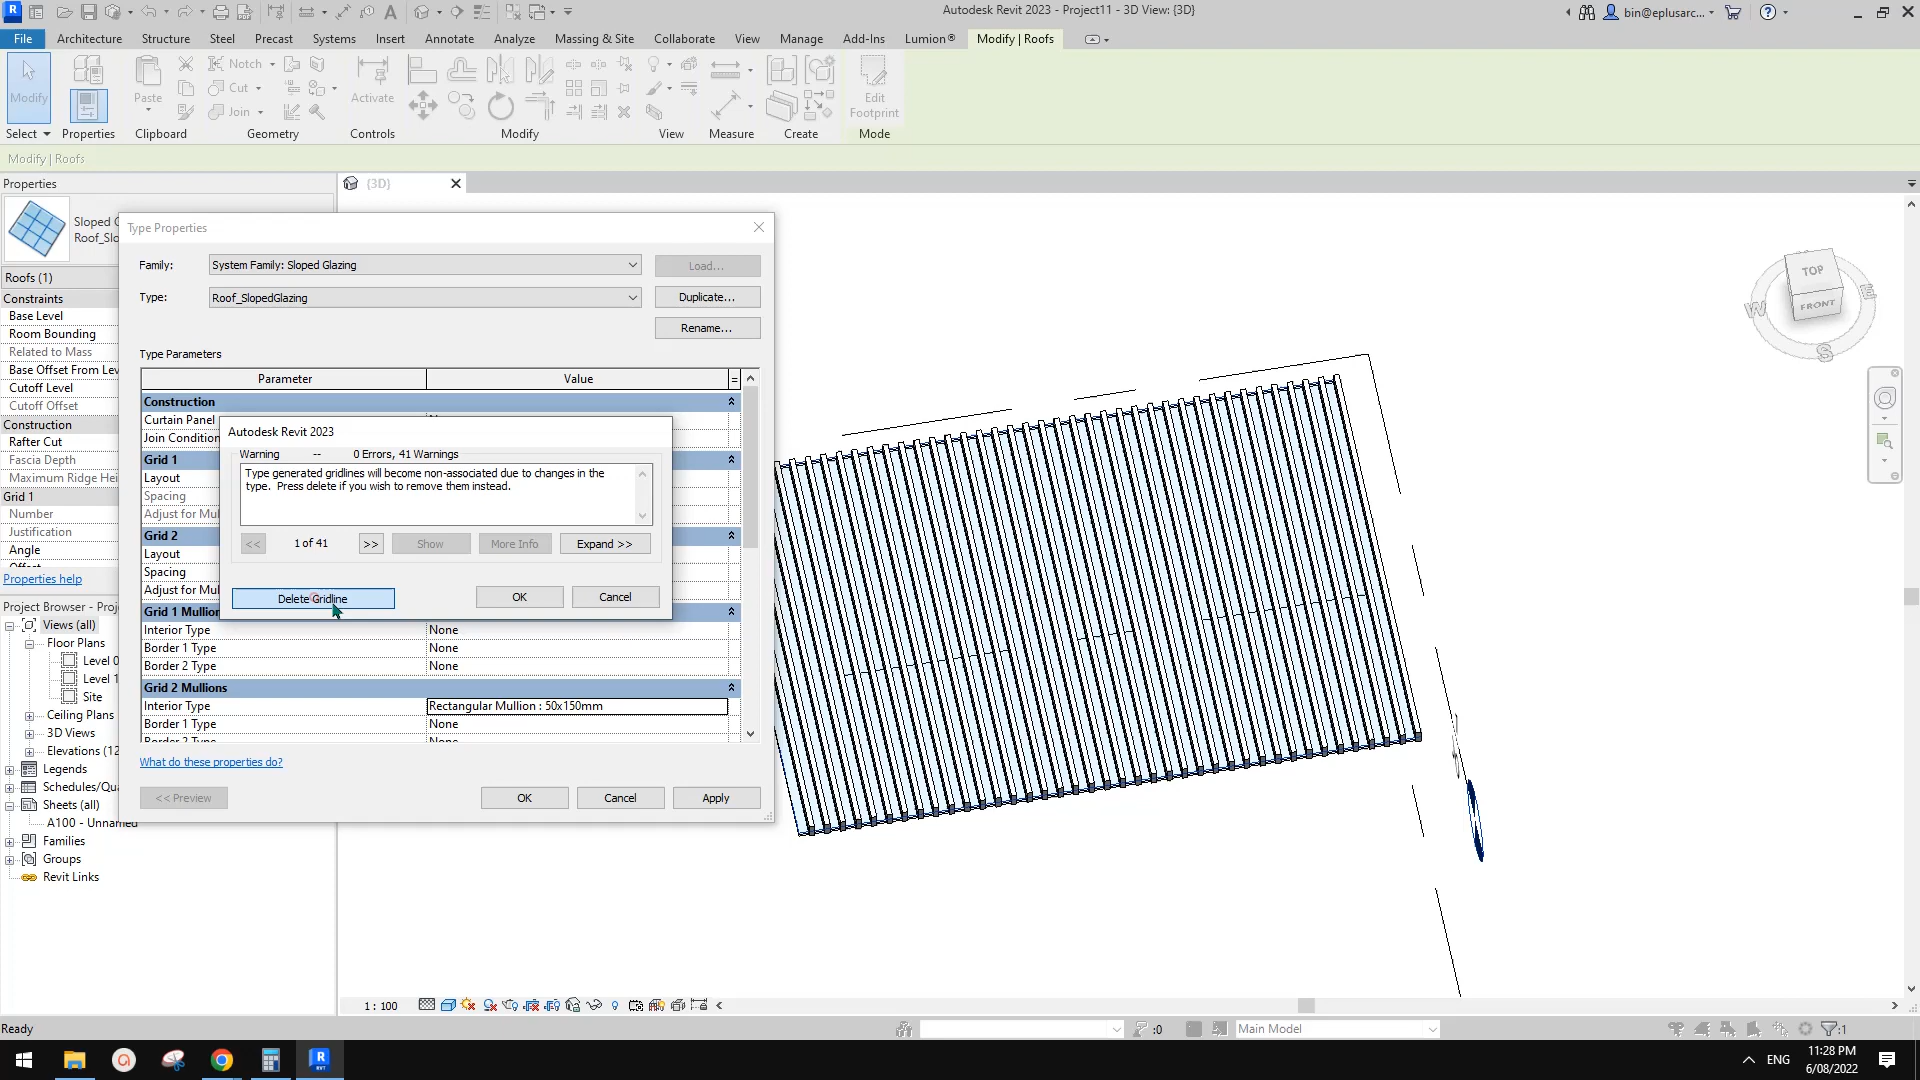 Autodesk Revit 2023 - Project11 - 3D View: {3D}
bin@eplusarc...
File Architecture Structure Steel Precast Systems Insert Annotate Analyze Massing & Site Collaborate View Manage Add-Ins Lumion® Modify | Roofs
Modify
Paste
Notch
Cut
Join
Activate
Edit
Footprint
Select Properties Clipboard Geometry Controls Modify View Measure Create Mode
Modify | Roofs
Properties
{3D}
Roofs (1)
Constraints
Base Level
Room Bounding
Related to Mass
Base Offset From Lev
Cutoff Level
Cutoff Offset
Construction
Rafter Cut
Fascia Depth
Maximum Ridge Hei
Grid 1
Number
Justification
Angle
Properties help
Type Properties
Family: System Family: Sloped Glazing Load...
Type: Roof_SlopedGlazing Duplicate...
Rename...
Type Parameters
Parameter Value =
Construction
Curtain Panel
Join Condition
Grid 1
Layout
Spacing
Adjust for Mul
Grid 2
Layout
Spacing
Adjust for Mul
Grid 1 Mullion
Interior Type None
Border 1 Type None
Border 2 Type None
Grid 2 Mullions
Interior Type Rectangular Mullion : 50x150mm
Border 1 Type None
Border 2 Type None
What do these properties do?
<< Preview OK Cancel Apply
Autodesk Revit 2023
Warning -- 0 Errors, 41 Warnings
Type generated gridlines will become non-associated due to changes in the
type. Press delete if you wish to remove them instead.
<< 1 of 41 >> Show More Info Expand >>
Delete Gridline OK Cancel
Project Browser - Proj
Views (all)
Floor Plans
Level 0
Level 1
Site
Ceiling Plans
3D Views
Elevations (12
Legends
Schedules/Qua
Sheets (all)
A100 - Unnamed
Families
Groups
Revit Links
TOP
FRONT
W
E
S
1 : 100
Ready
:0
Main Model
:1
ENG
11:28 PM
6/08/2022